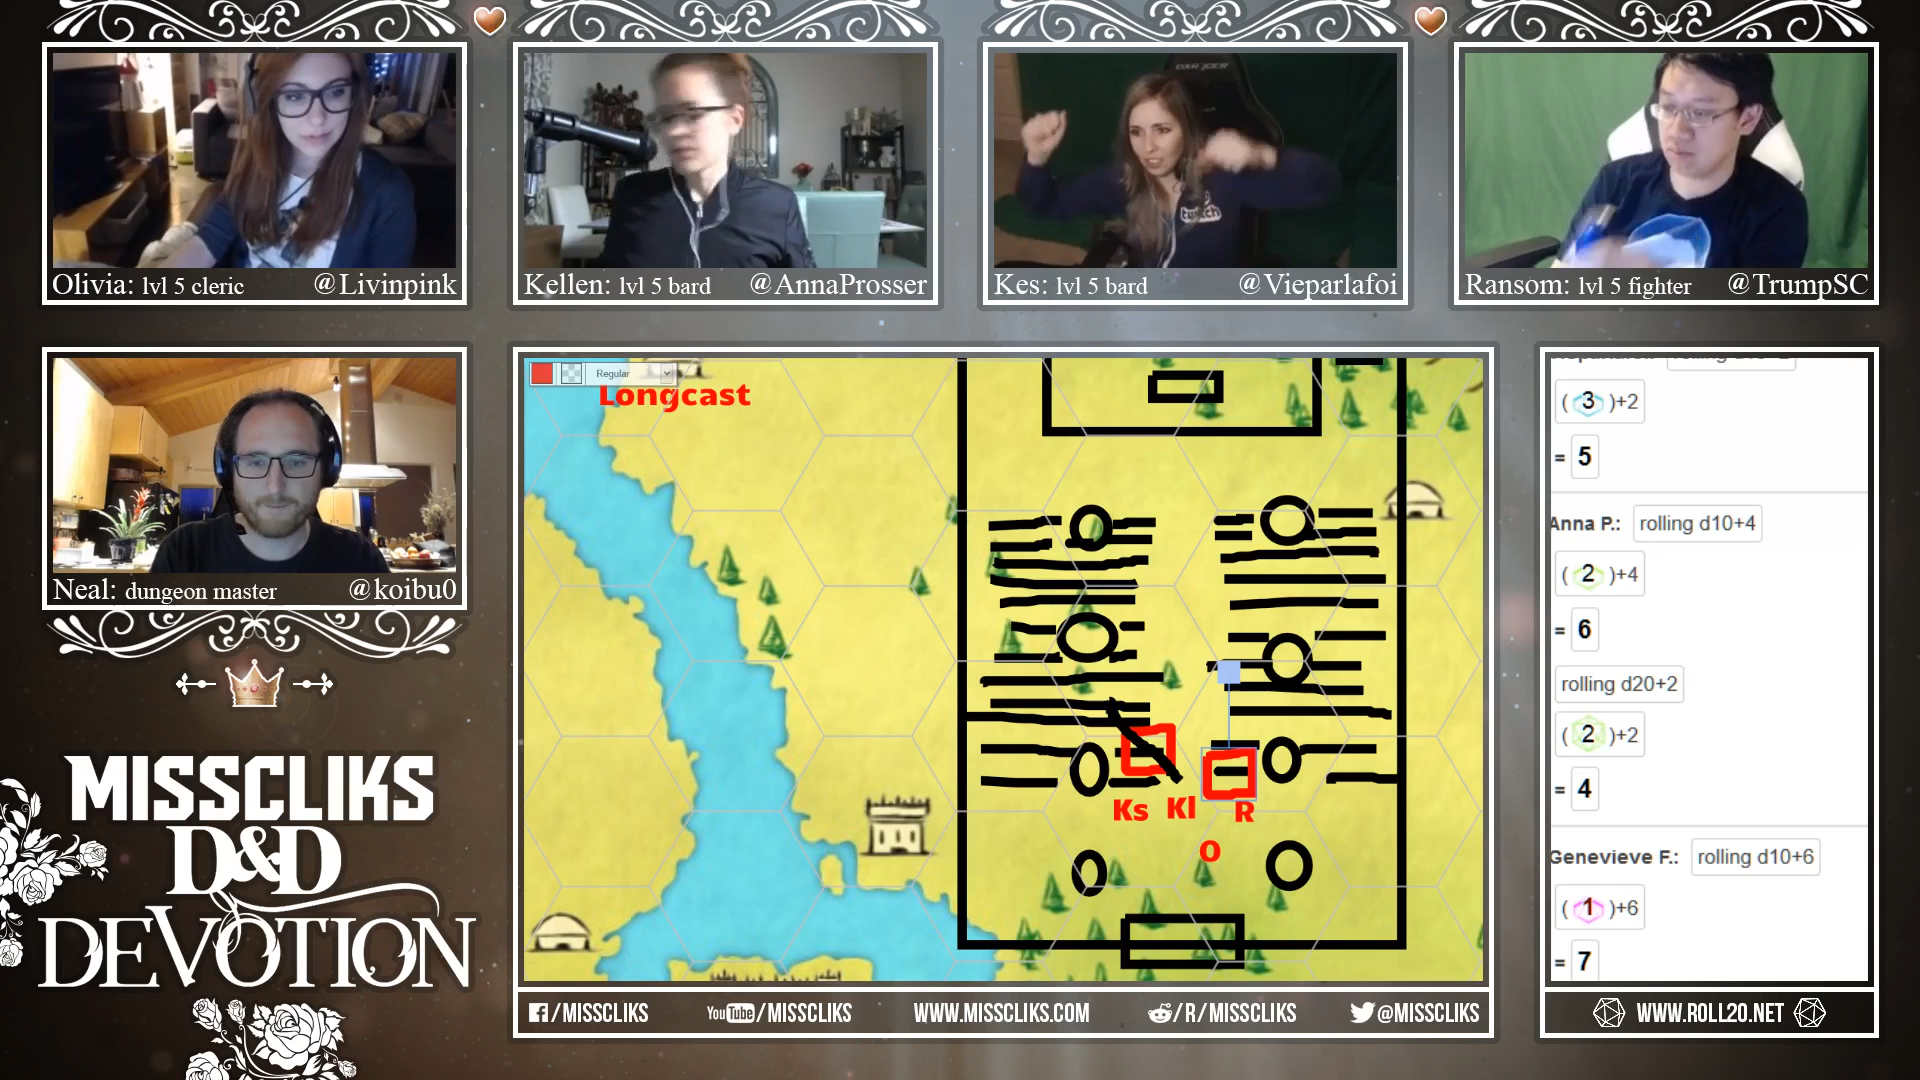 DXRACER
twitch
Olivia: lvl 5 cleric @Livinpink
Kellen: lvl 5 bard @AnnaProsser
Kes: lvl 5 bard @Vieparlafoi
Ransom: lvl 5 fighter @TrumpSC
Neal: dungeon master @koibu0
MISSCLIKS
D&D
DEVOTION
Regular
Longcast
Ks Kl R
O
( 3 )+2
= 5
Anna P.: rolling d10+4
( 2 )+4
= 6
rolling d20+2
( 2 )+2
= 4
Genevieve F.: rolling d10+6
( 1 )+6
= 7
/MISSCLIKS
YouTube/MISSCLIKS
WWW.MISSCLIKS.COM
/R/MISSCLIKS
@MISSCLIKS
WWW.ROLL20.NET